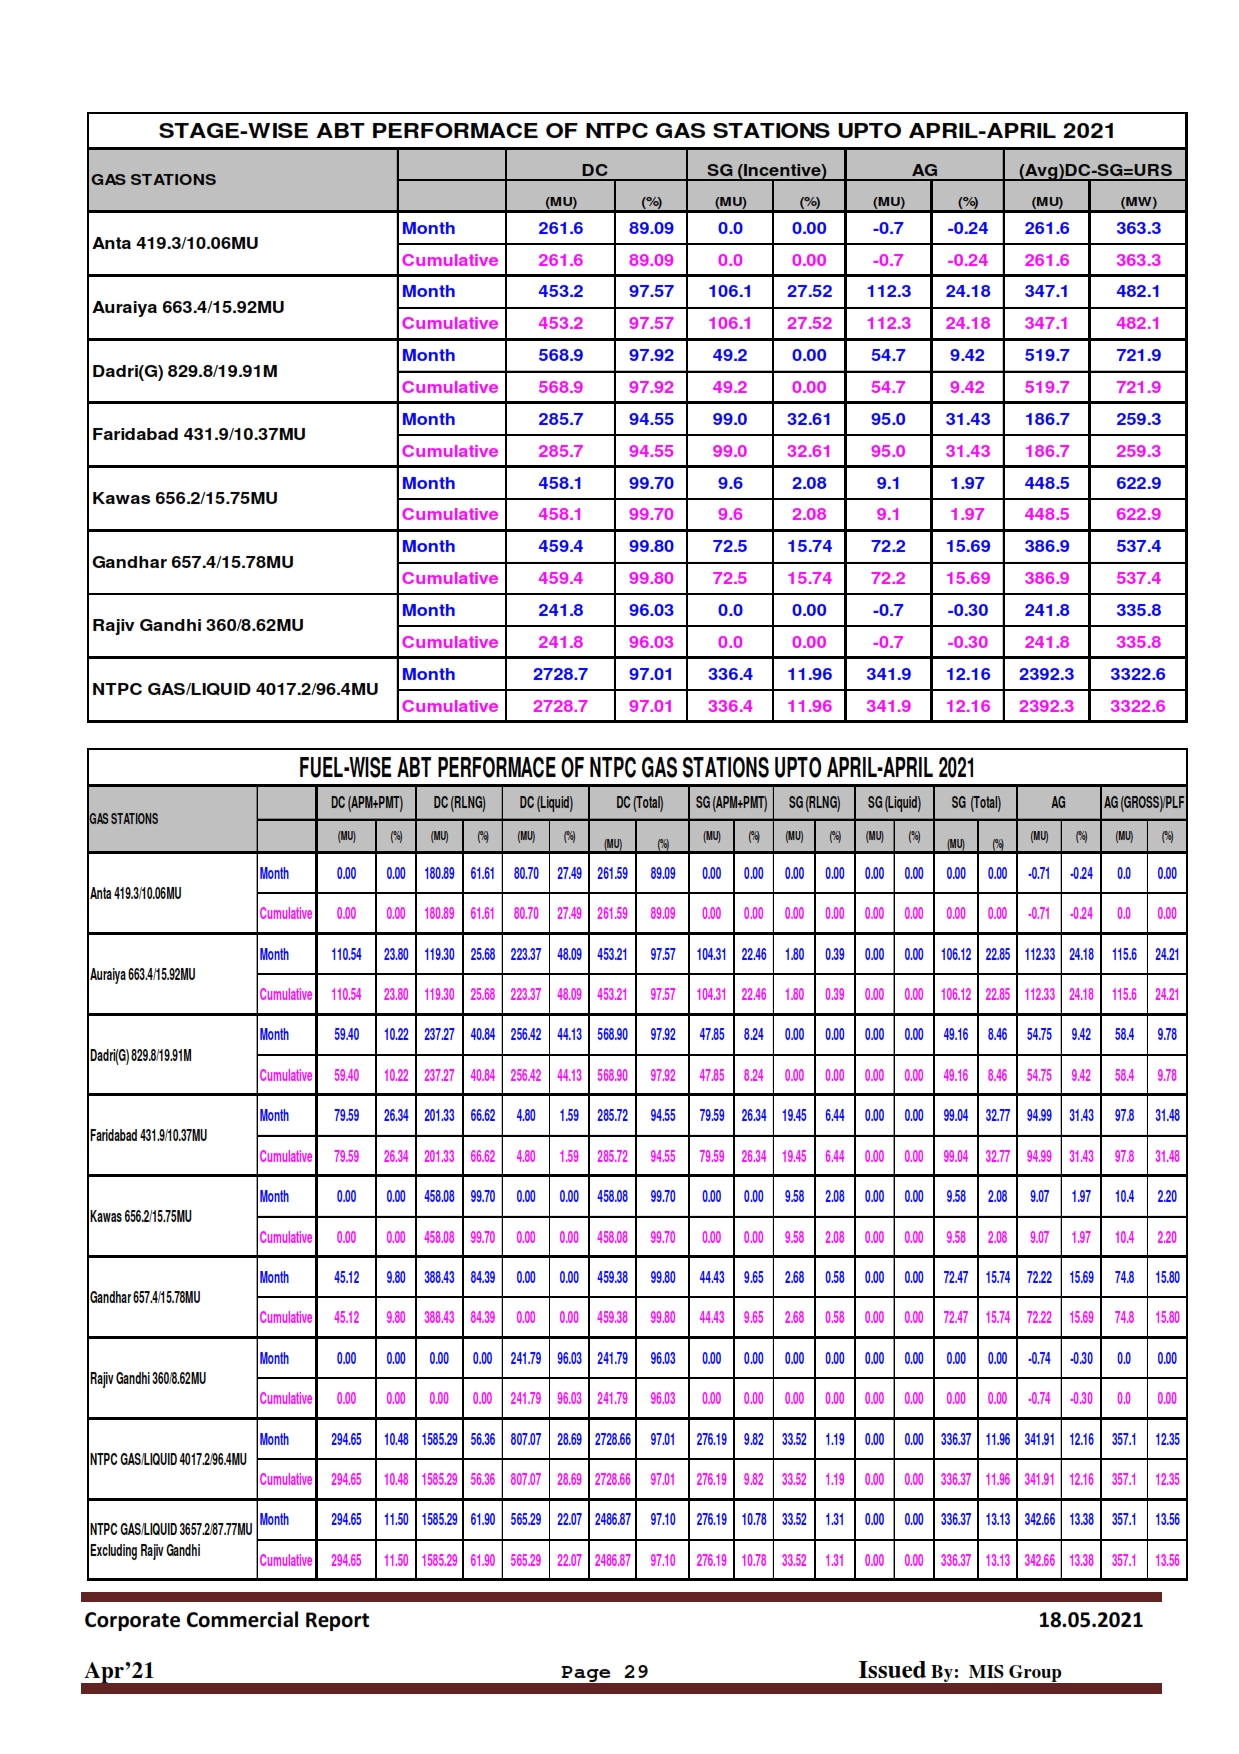 STAGE-WISE ABT PERFORMACE OF NTPC GAS STATIONS UPTO APRIL-APRIL 2021
GAS STATIONS DC SG (Incentive) AG (Avg)DC-SG=URS
(MU) (%) (MU) (%) (MU) (%) (MU) (MW)
Anta 419.3/10.06MU
Month 261.6 89.09 0.0 0.00 -0.7 -0.24 261.6 363.3
Cumulative 261.6 89.09 0.0 0.00 -0.7 -0.24 261.6 363.3
Auraiya 663.4/15.92MU
Month 453.2 97.57 106.1 27.52 112.3 24.18 347.1 482.1
Cumulative 453.2 97.57 106.1 27.52 112.3 24.18 347.1 482.1
Dadri(G) 829.8/19.91M
Month 568.9 97.92 49.2 0.00 54.7 9.42 519.7 721.9
Cumulative 568.9 97.92 49.2 0.00 54.7 9.42 519.7 721.9
Faridabad 431.9/10.37MU
Month 285.7 94.55 99.0 32.61 95.0 31.43 186.7 259.3
Cumulative 285.7 94.55 99.0 32.61 95.0 31.43 186.7 259.3
Kawas 656.2/15.75MU
Month 458.1 99.70 9.6 2.08 9.1 1.97 448.5 622.9
Cumulative 458.1 99.70 9.6 2.08 9.1 1.97 448.5 622.9
Gandhar 657.4/15.78MU
Month 459.4 99.80 72.5 15.74 72.2 15.69 386.9 537.4
Cumulative 459.4 99.80 72.5 15.74 72.2 15.69 386.9 537.4
Rajiv Gandhi 360/8.62MU
Month 241.8 96.03 0.0 0.00 -0.7 -0.30 241.8 335.8
Cumulative 241.8 96.03 0.0 0.00 -0.7 -0.30 241.8 335.8
NTPC GAS/LIQUID 4017.2/96.4MU
Month 2728.7 97.01 336.4 11.96 341.9 12.16 2392.3 3322.6
Cumulative 2728.7 97.01 336.4 11.96 341.9 12.16 2392.3 3322.6
FUEL-WISE ABT PERFORMACE OF NTPC GAS STATIONS UPTO APRIL-APRIL 2021
GAS STATIONS DC (APM+PMT) DC (RLNG) DC (Liquid) DC (Total) SG (APM+PMT) SG (RLNG) SG (Liquid) SG (Total) AG AG (GROSS)/PLF
(MU) (%) (MU) (%) (MU) (%) (MU) (%) (MU) (%) (MU) (%) (MU) (%) (MU) (%) (MU) (%) (MU) (%)
Anta 419.3/10.06MU
Month 0.00 0.00 180.89 61.61 80.70 27.49 261.59 89.09 0.00 0.00 0.00 0.00 0.00 0.00 0.00 0.00 -0.71 -0.24 0.0 0.00
Cumulative 0.00 0.00 180.89 61.61 80.70 27.49 261.59 89.09 0.00 0.00 0.00 0.00 0.00 0.00 0.00 0.00 -0.71 -0.24 0.0 0.00
Auraiya 663.4/15.92MU
Month 110.54 23.80 119.30 25.68 223.37 48.09 453.21 97.57 104.31 22.46 1.80 0.39 0.00 0.00 106.12 22.85 112.33 24.18 115.6 24.21
Cumulative 110.54 23.80 119.30 25.68 223.37 48.09 453.21 97.57 104.31 22.46 1.80 0.39 0.00 0.00 106.12 22.85 112.33 24.18 115.6 24.21
Dadri(G) 829.8/19.91M
Month 59.40 10.22 237.27 40.84 256.42 44.13 568.90 97.92 47.85 8.24 0.00 0.00 0.00 0.00 49.16 8.46 54.75 9.42 58.4 9.78
Cumulative 59.40 10.22 237.27 40.84 256.42 44.13 568.90 97.92 47.85 8.24 0.00 0.00 0.00 0.00 49.16 8.46 54.75 9.42 58.4 9.78
Faridabad 431.9/10.37MU
Month 79.59 26.34 201.33 66.62 4.80 1.59 285.72 94.55 79.59 26.34 19.45 6.44 0.00 0.00 99.04 32.77 94.99 31.43 97.8 31.48
Cumulative 79.59 26.34 201.33 66.62 4.80 1.59 285.72 94.55 79.59 26.34 19.45 6.44 0.00 0.00 99.04 32.77 94.99 31.43 97.8 31.48
Kawas 656.2/15.75MU
Month 0.00 0.00 458.08 99.70 0.00 0.00 458.08 99.70 0.00 0.00 9.58 2.08 0.00 0.00 9.58 2.08 9.07 1.97 10.4 2.20
Cumulative 0.00 0.00 458.08 99.70 0.00 0.00 458.08 99.70 0.00 0.00 9.58 2.08 0.00 0.00 9.58 2.08 9.07 1.97 10.4 2.20
Gandhar 657.4/15.78MU
Month 45.12 9.80 388.43 84.39 0.00 0.00 459.38 99.80 44.43 9.65 2.68 0.58 0.00 0.00 72.47 15.74 72.22 15.69 74.8 15.80
Cumulative 45.12 9.80 388.43 84.39 0.00 0.00 459.38 99.80 44.43 9.65 2.68 0.58 0.00 0.00 72.47 15.74 72.22 15.69 74.8 15.80
Rajiv Gandhi 360/8.62MU
Month 0.00 0.00 0.00 0.00 241.79 96.03 241.79 96.03 0.00 0.00 0.00 0.00 0.00 0.00 0.00 0.00 -0.74 -0.30 0.0 0.00
Cumulative 0.00 0.00 0.00 0.00 241.79 96.03 241.79 96.03 0.00 0.00 0.00 0.00 0.00 0.00 0.00 0.00 -0.74 -0.30 0.0 0.00
NTPC GAS/LIQUID 4017.2/96.4MU
Month 294.65 10.48 1585.29 56.36 807.07 28.69 2728.66 97.01 276.19 9.82 33.52 1.19 0.00 0.00 336.37 11.96 341.91 12.16 357.1 12.35
Cumulative 294.65 10.48 1585.29 56.36 807.07 28.69 2728.66 97.01 276.19 9.82 33.52 1.19 0.00 0.00 336.37 11.96 341.91 12.16 357.1 12.35
NTPC GAS/LIQUID 3657.2/87.77MU
Excluding Rajiv Gandhi
Month 294.65 11.50 1585.29 61.90 565.29 22.07 2486.87 97.10 276.19 10.78 33.52 1.31 0.00 0.00 336.37 13.13 342.66 13.38 357.1 13.56
Cumulative 294.65 11.50 1585.29 61.90 565.29 22.07 2486.87 97.10 276.19 10.78 33.52 1.31 0.00 0.00 336.37 13.13 342.66 13.38 357.1 13.56
Corporate Commercial Report 18.05.2021
Apr’21 Page 29 Issued By: MIS Group